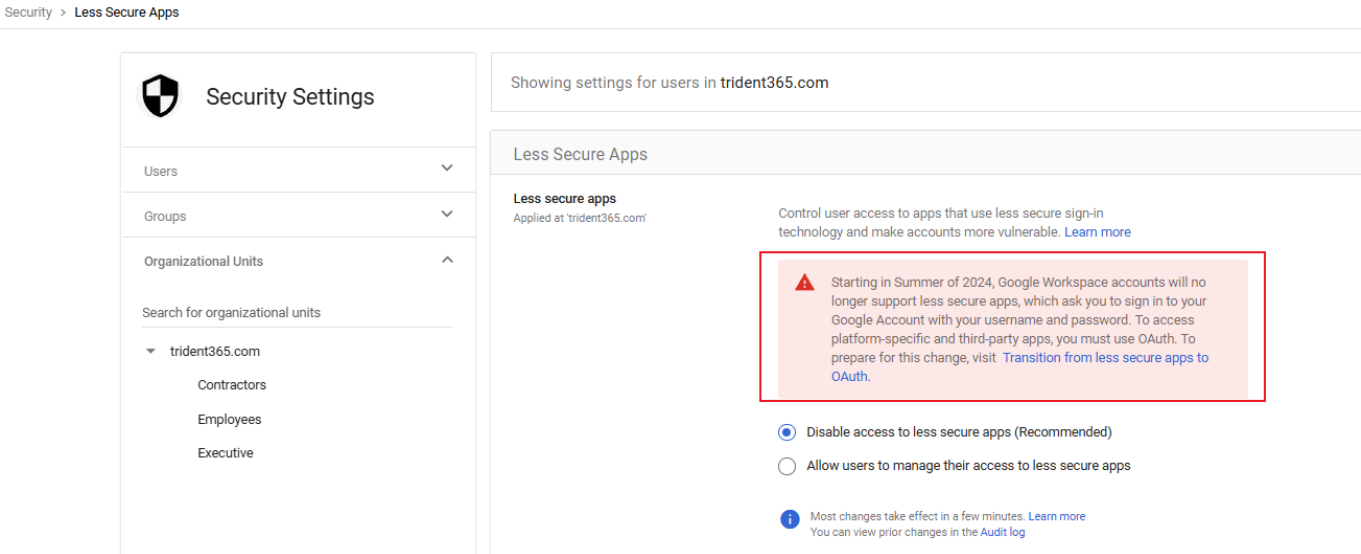 Security > Less Secure Apps
Security Settings
Users
Groups
Organizational Units
Search for organizational units
trident365.com
Contractors
Employees
Executive
Showing settings for users in trident365.com
Less Secure Apps
Less secure apps
Applied at 'trident365.com'
Control user access to apps that use less secure sign-in
technology and make accounts more vulnerable. Learn more
Starting in Summer of 2024, Google Workspace accounts will no
longer support less secure apps, which ask you to sign in to your
Google Account with your username and password. To access
platform-specific and third-party apps, you must use OAuth. To
prepare for this change, visit Transition from less secure apps to
OAuth.
Disable access to less secure apps (Recommended)
Allow users to manage their access to less secure apps
Most changes take effect in a few minutes. Learn more
You can view prior changes in the Audit log